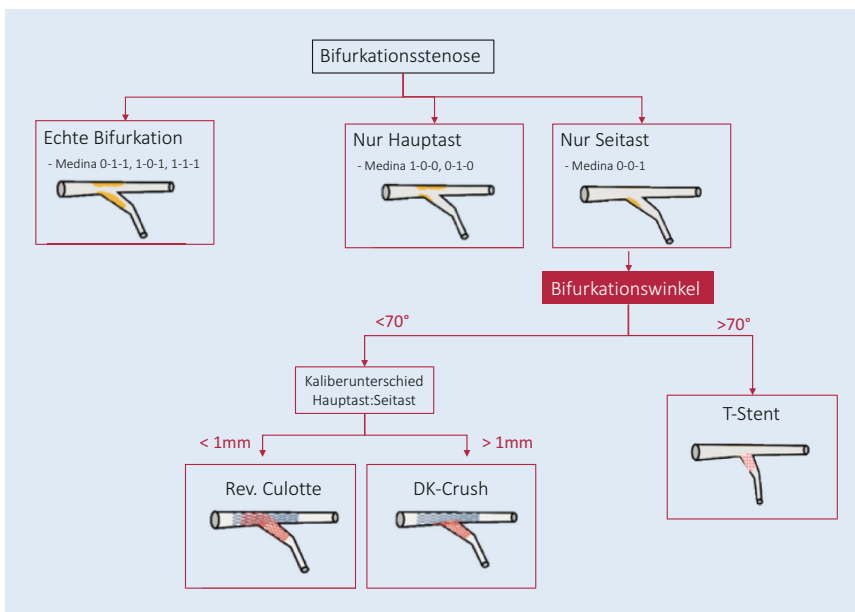 Bifurkationsstenose
Echte Bifurkation
- Medina 0-1-1, 1-0-1, 1-1-1
Nur Hauptast
- Medina 1-0-0, 0-1-0
Nur Seitast
- Medina 0-0-1
Bifurkationswinkel
<70°
>70°
Kaliberunterschied
Hauptast:Seitast
T-Stent
< 1mm
> 1mm
Rev. Culotte
DK-Crush